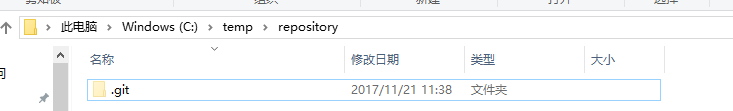 此电脑 Windows (C:) temp repository
名称 修改日期 类型 大小
.git 2017/11/21 11:38 文件夹